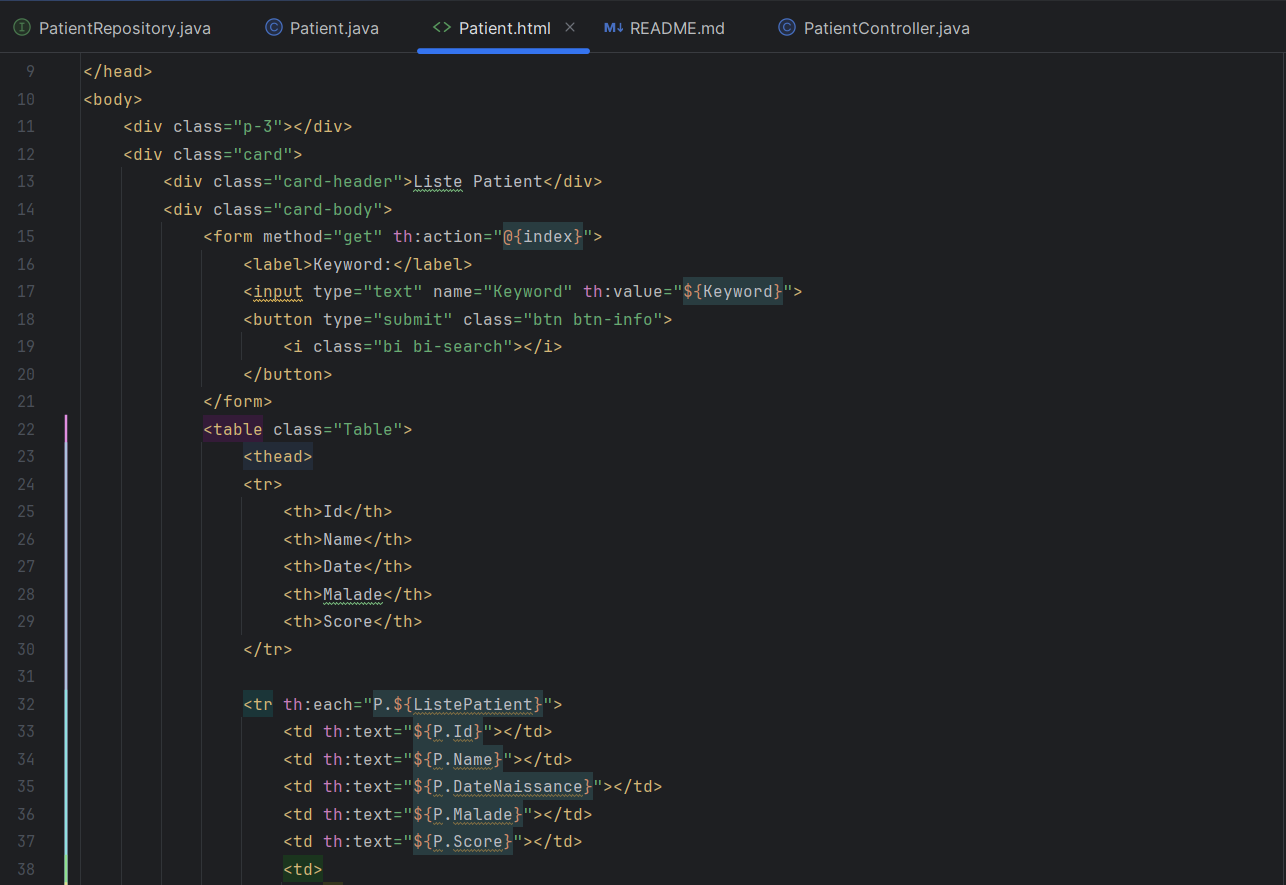 PatientRepository.java Patient.java <> Patient.html × M↓ README.md PatientController.java
9 </head>
10 <body>
11 <div class="p-3"></div>
12 <div class="card">
13 <div class="card-header">Liste Patient</div>
14 <div class="card-body">
15 <form method="get" th:action="@{index}">
16 <label>Keyword:</label>
17 <input type="text" name="Keyword" th:value="${Keyword}">
18 <button type="submit" class="btn btn-info">
19 <i class="bi bi-search"></i>
20 </button>
21 </form>
22 <table class="Table">
23 <thead>
24 <tr>
25 <th>Id</th>
26 <th>Name</th>
27 <th>Date</th>
28 <th>Malade</th>
29 <th>Score</th>
30 </tr>
31
32 <tr th:each="P.${ListePatient}">
33 <td th:text="${P.Id}"></td>
34 <td th:text="${P.Name}"></td>
35 <td th:text="${P.DateNaissance}"></td>
36 <td th:text="${P.Malade}"></td>
37 <td th:text="${P.Score}"></td>
38 <td>